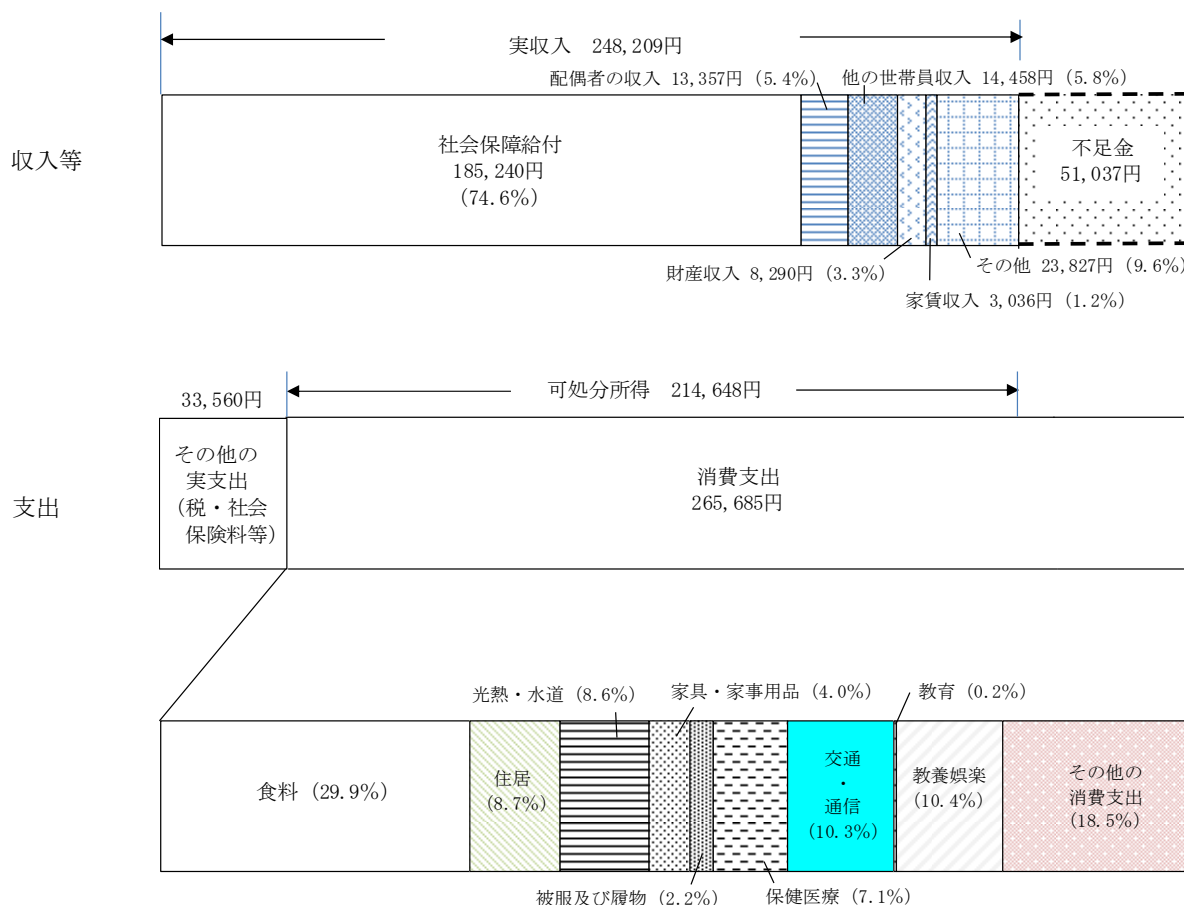 実収入 248,209円
配偶者の収入 13,357円 (5.4%)
他の世帯員収入 14,458円 (5.8%)
収入等
社会保障給付
185,240円
(74.6%)
不足金
51,037円
財産収入 8,290円 (3.3%)
その他 23,827円 (9.6%)
家賃収入 3,036円 (1.2%)
可処分所得 214,648円
33,560円
支出
その他の
実支出
(税・社会
保険料等)
消費支出
265,685円
光熱・水道 (8.6%)
家具・家事用品 (4.0%)
教育 (0.2%)
食料 (29.9%)
住居
(8.7%)
交通
・
通信
(10.3%)
教養娯楽
(10.4%)
その他の
消費支出
(18.5%)
被服及び履物 (2.2%)
保健医療 (7.1%)